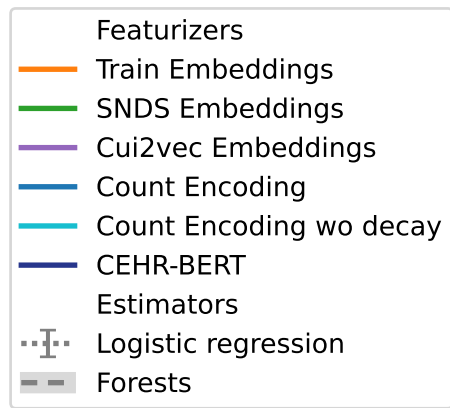 Featurizers
Train Embeddings
SNDS Embeddings
Cui2vec Embeddings
Count Encoding
Count Encoding wo decay
CEHR-BERT
Estimators
Logistic regression
Forests